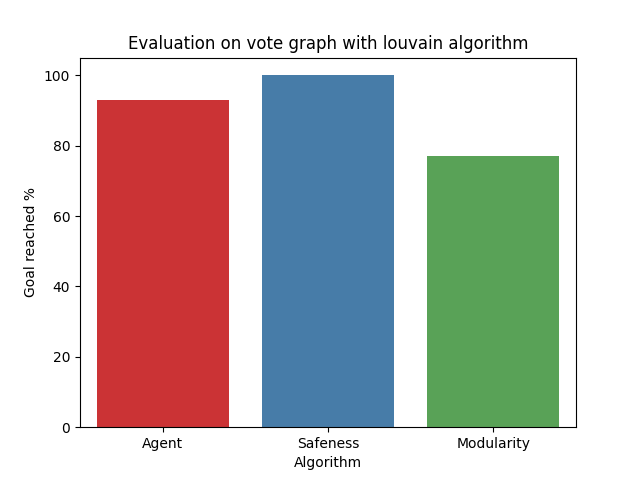 Evaluation on vote graph with louvain algorithm
Goal reached %
100
80
60
40
20
0
Agent
Safeness
Modularity
Algorithm